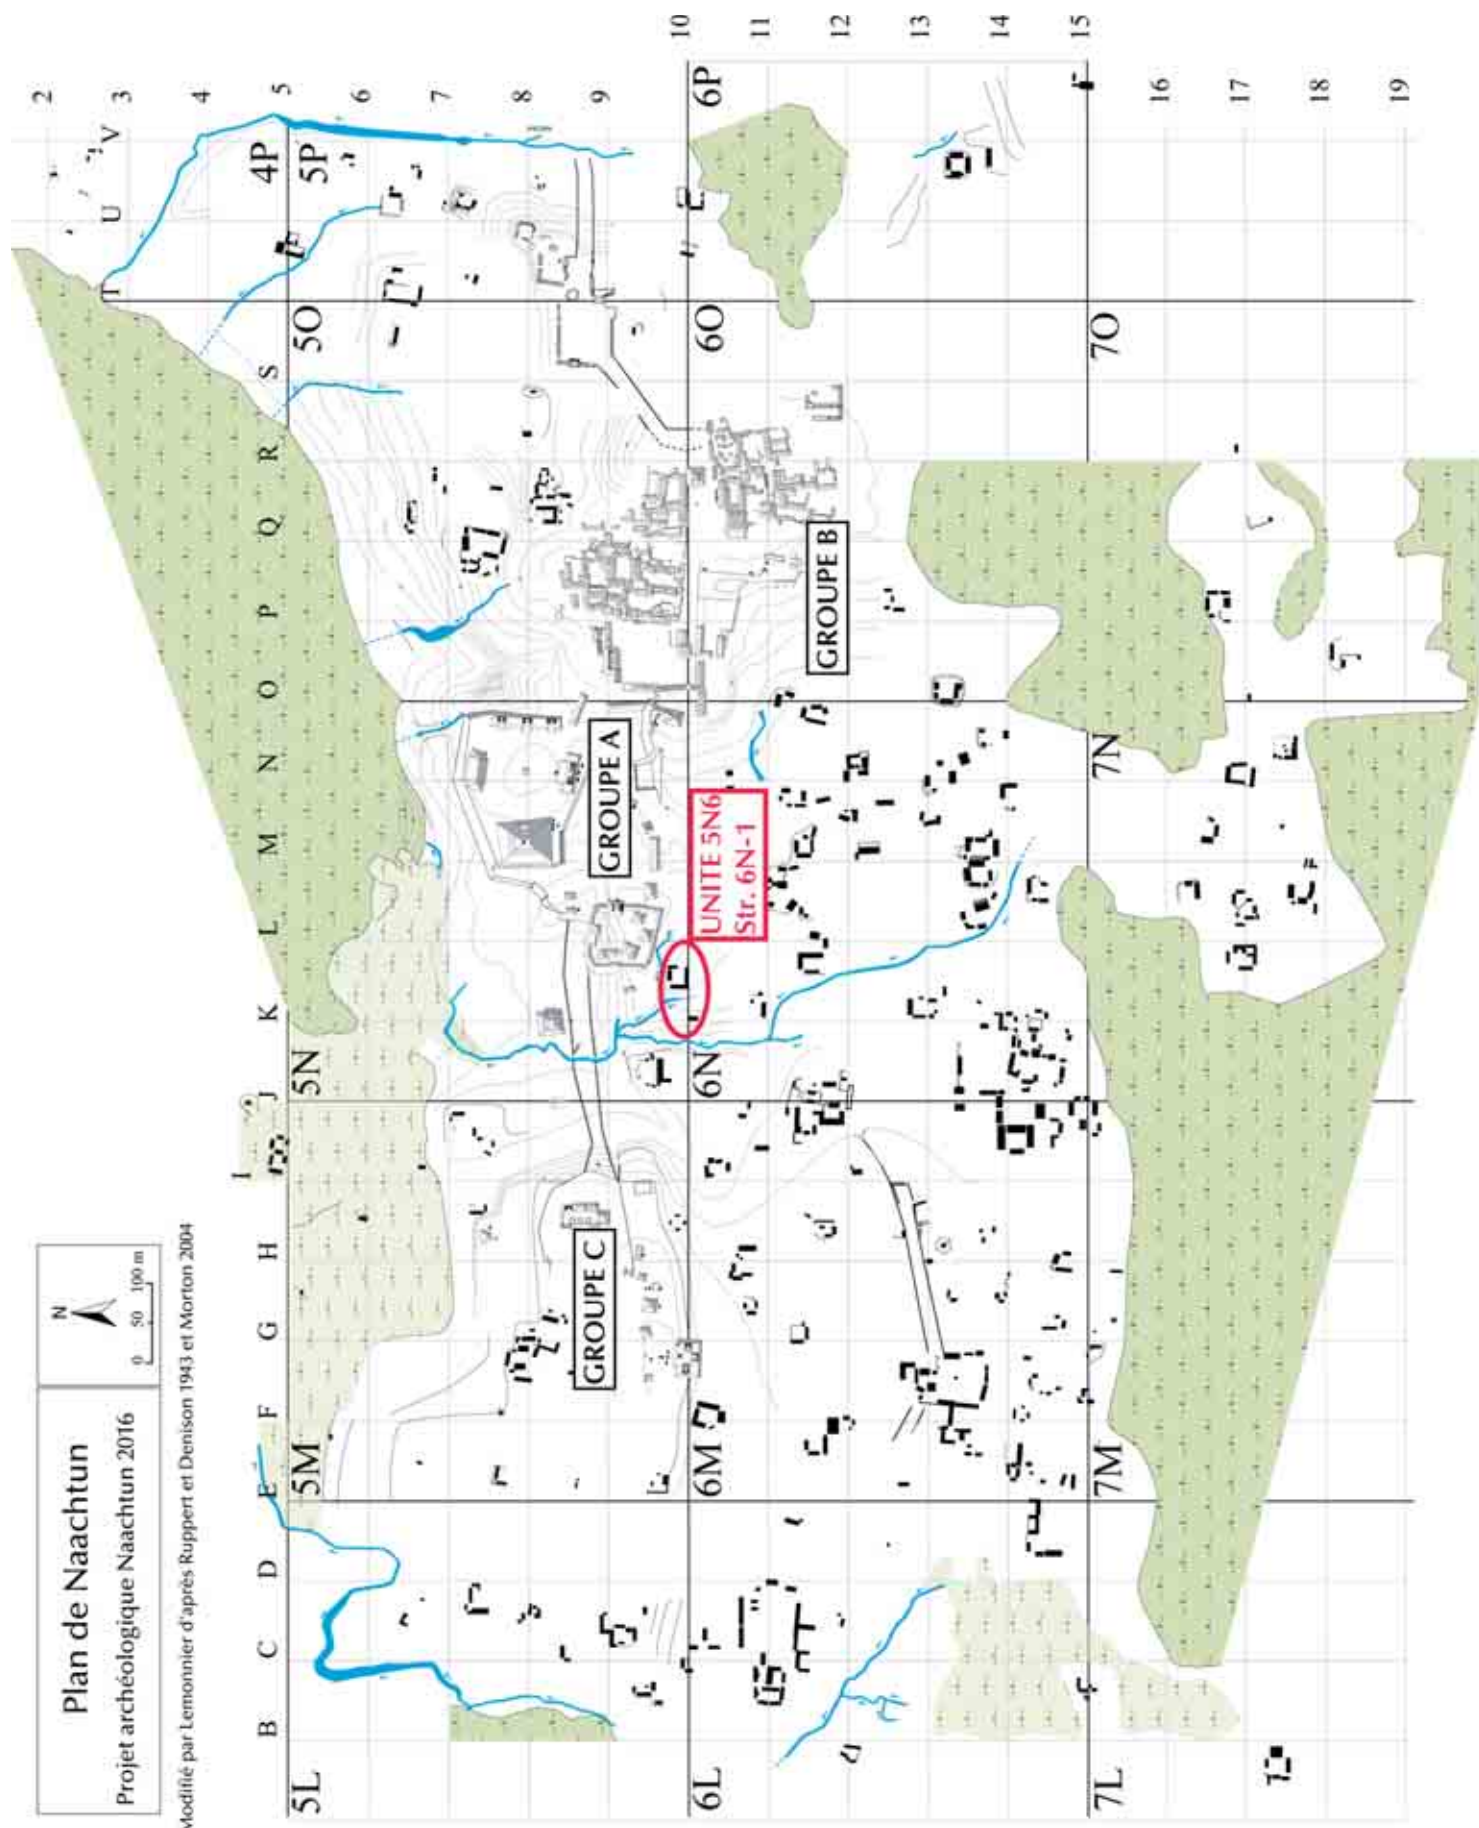 Plan de Naachtun
Projet archéologique Naachtun 2016
N
0 50 100 m
Modifié par Lemonnier d'après Ruppert et Denison 1943 et Morton 2004
B C D E F G H I J K L M N O P Q R S T U V
2
3
4
5
6
7
8
9
10
11
12
13
14
15
16
17
18
19
4P
5L 5M 5N 5O 5P
6L 6M 6N 6O 6P
7L 7M 7N 7O
GROUPE A
GROUPE B
GROUPE C
UNITE 5N6
Str. 6N-1